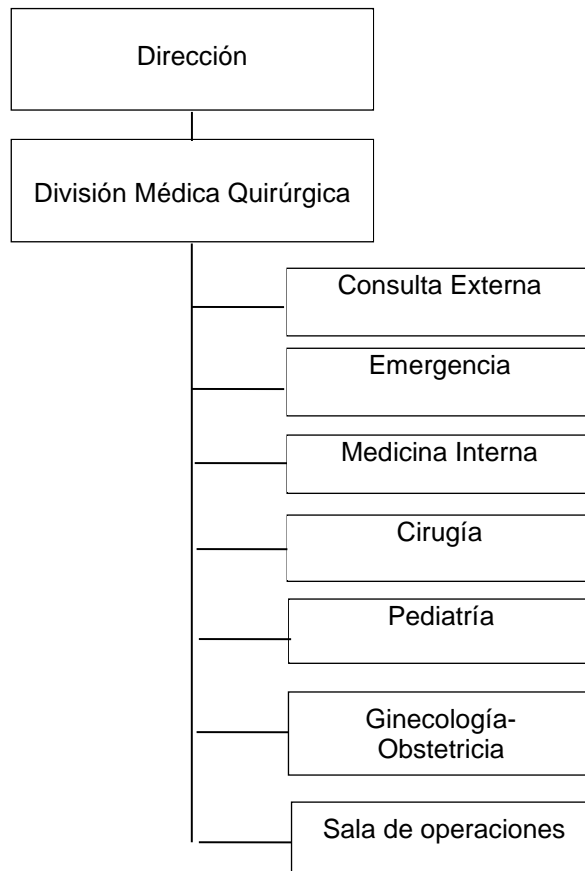 Dirección
División Médica Quirúrgica
Consulta Externa
Emergencia
Medicina Interna
Cirugía
Pediatría
Ginecología-
Obstetricia
Sala de operaciones